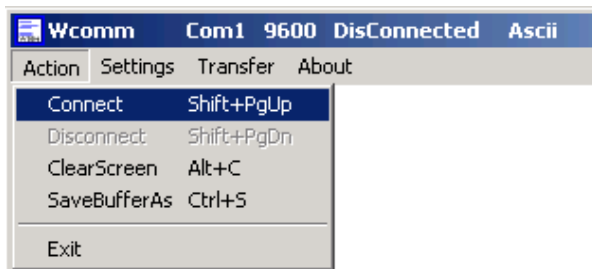 Wcomm Com1 9600 DisConnected Ascii
Action Settings Transfer About
Connect Shift+PgUp
Disconnect Shift+PgDn
ClearScreen Alt+C
SaveBufferAs Ctrl+S
Exit